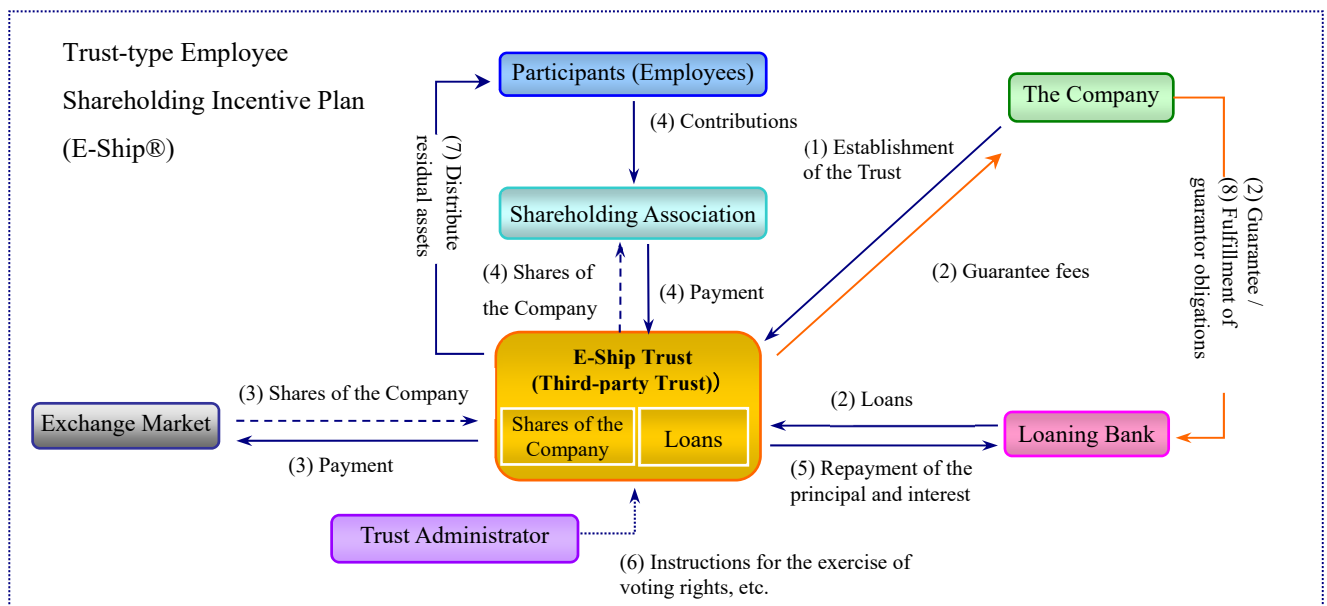 Trust-type Employee
Shareholding Incentive Plan
(E-Ship®)
Participants (Employees)
The Company
(4) Contributions
(1) Establishment
of the Trust
(7) Distribute
residual assets
(2) Guarantee /
(8) Fulfillment of
guarantor obligations
Shareholding Association
(4) Shares of
the Company
(4) Payment
(2) Guarantee fees
E-Ship Trust
(Third-party Trust)）
Shares of the
Company
Loans
(3) Shares of the Company
Exchange Market
(3) Payment
(2) Loans
Loaning Bank
(5) Repayment of the
principal and interest
Trust Administrator
(6) Instructions for the exercise of
voting rights, etc.